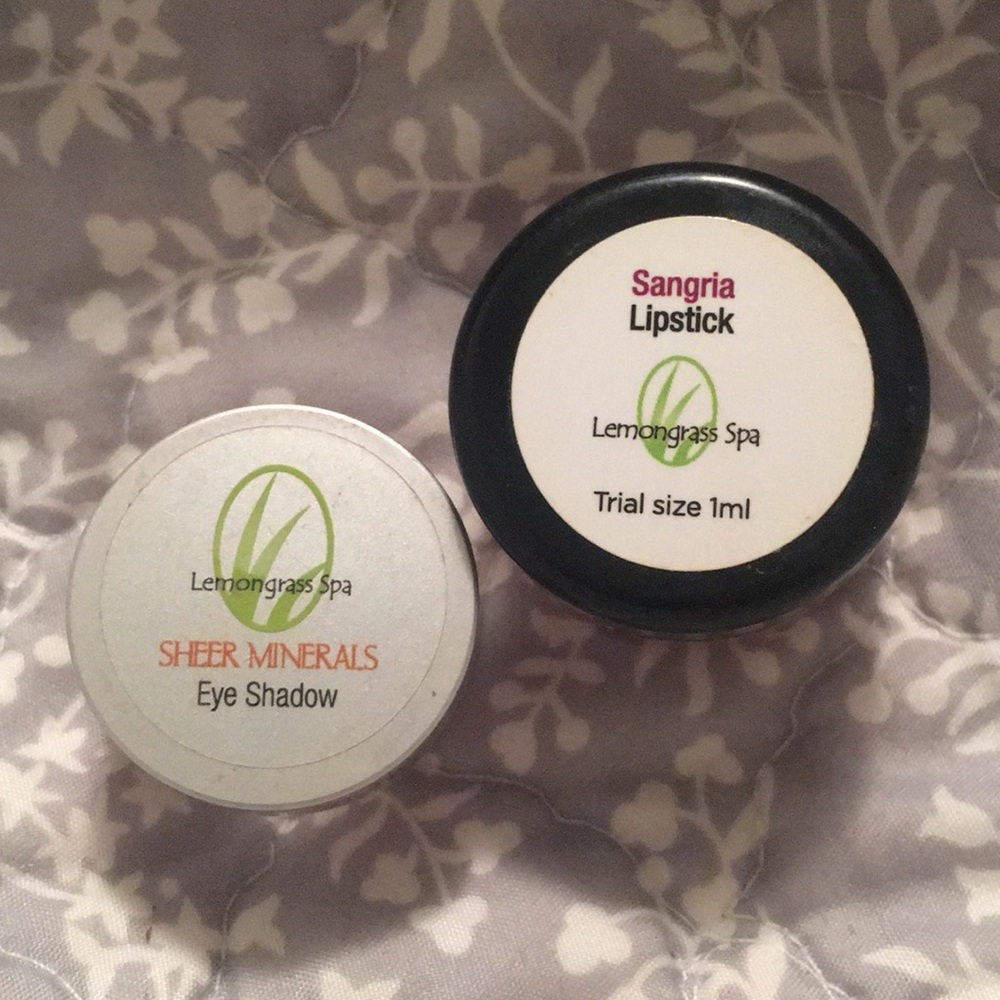 Sangria
Lipstick
Lemongrass Spa
Trial size 1ml
Lemongrass Spa
SHEER MINERALS
Eye Shadow